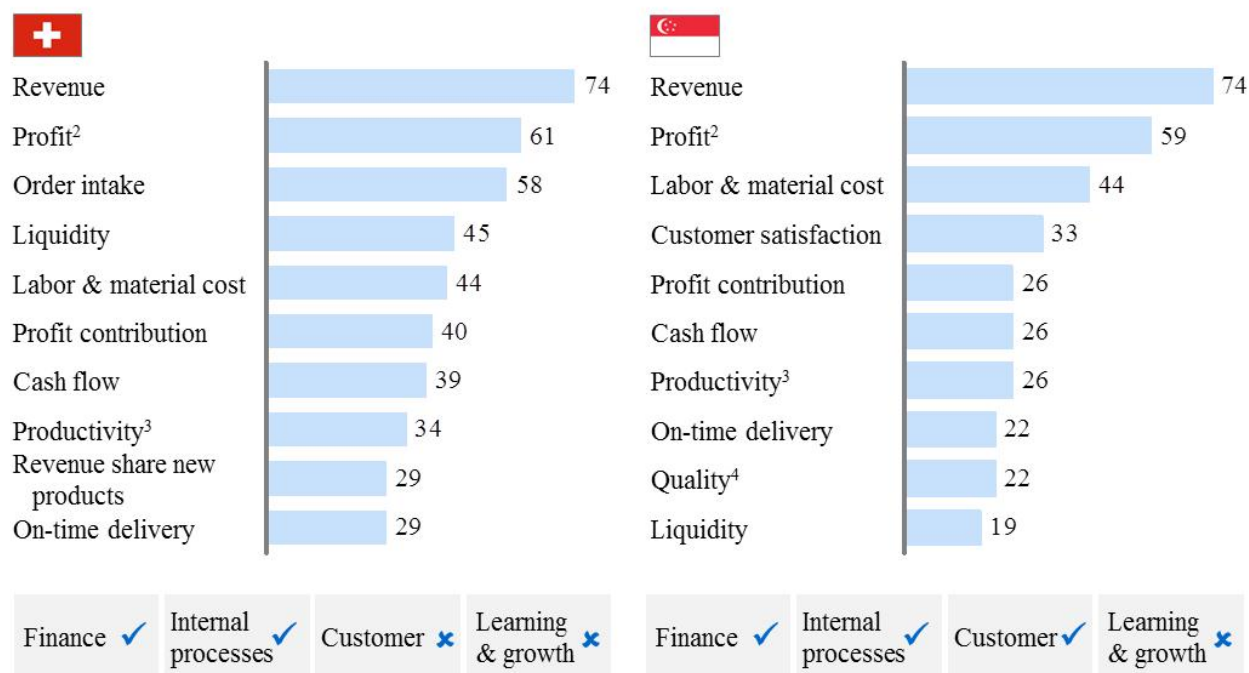 Revenue 74
Profit² 61
Order intake 58
Liquidity 45
Labor & material cost 44
Profit contribution 40
Cash flow 39
Productivity³ 34
Revenue share new
products 29
On-time delivery 29
Finance ✓ Internal
processes ✓ Customer ✘ Learning
& growth ✘
Revenue 74
Profit² 59
Labor & material cost 44
Customer satisfaction 33
Profit contribution 26
Cash flow 26
Productivity³ 26
On-time delivery 22
Quality⁴ 22
Liquidity 19
Finance ✓ Internal
processes ✓ Customer ✓ Learning
& growth ✘